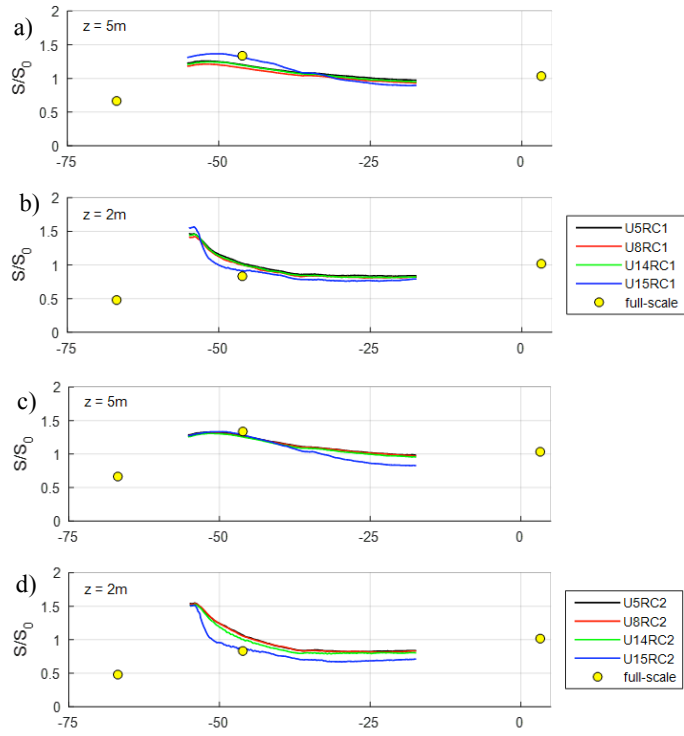 a)
z = 5m
S/S0
2
1.5
1
0.5
0
-75
-50
-25
0
b)
z = 2m
S/S0
2
1.5
1
0.5
0
-75
-50
-25
0
U5RC1
U8RC1
U14RC1
U15RC1
full-scale
c)
z = 5m
S/S0
2
1.5
1
0.5
0
-75
-50
-25
0
d)
z = 2m
S/S0
2
1.5
1
0.5
0
-75
-50
-25
0
U5RC2
U8RC2
U14RC2
U15RC2
full-scale